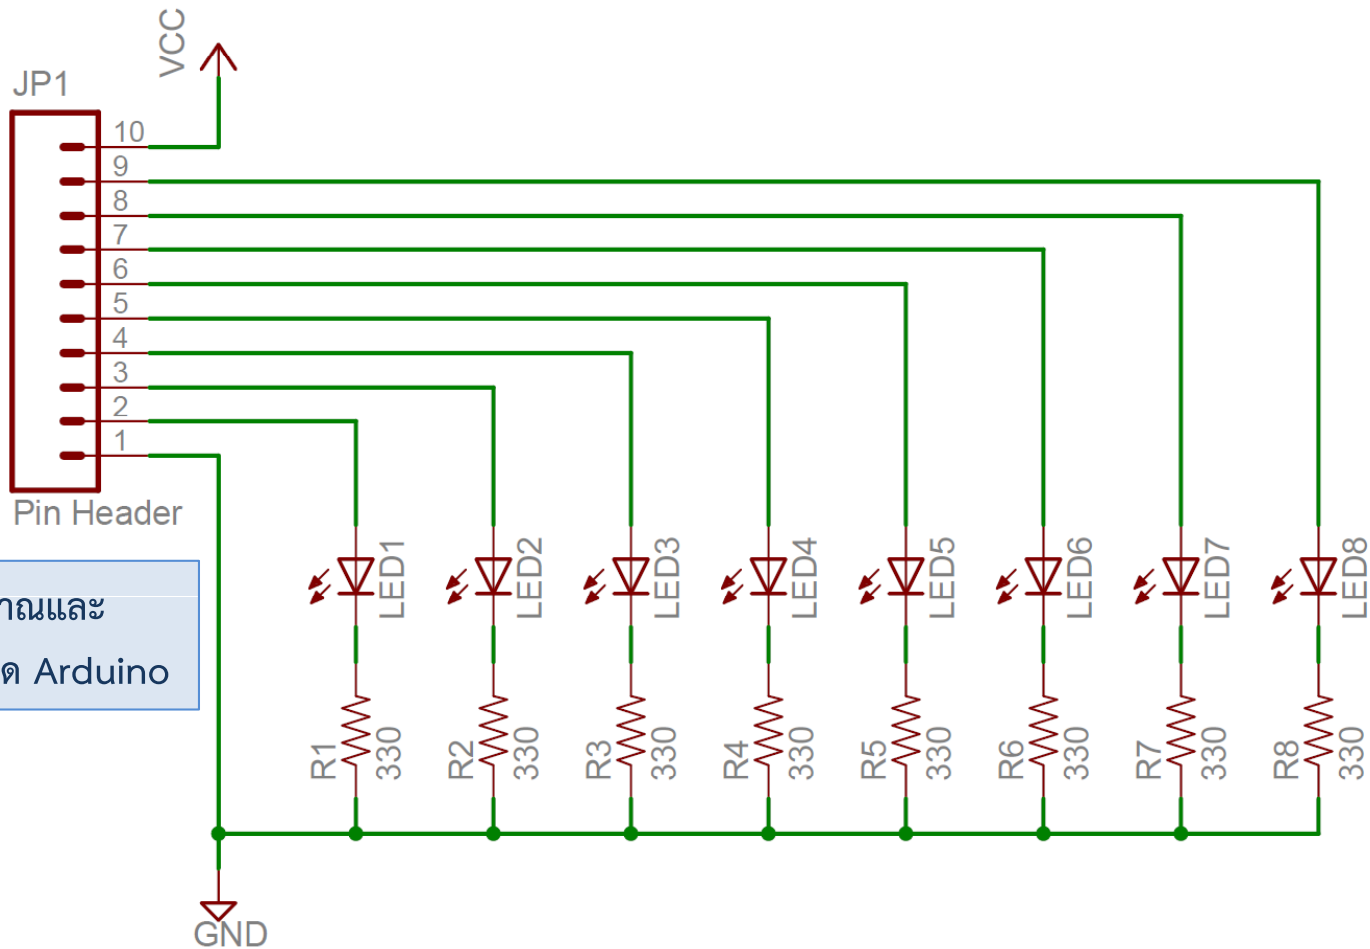 VCC
JP1
10
9
8
7
6
5
4
3
2
1
Pin Header
LED1
LED2
LED3
LED4
LED5
LED6
LED7
LED8
Arduino
R1
330
R2
330
R3
330
R4
330
R5
330
R6
330
R7
330
R8
330
GND